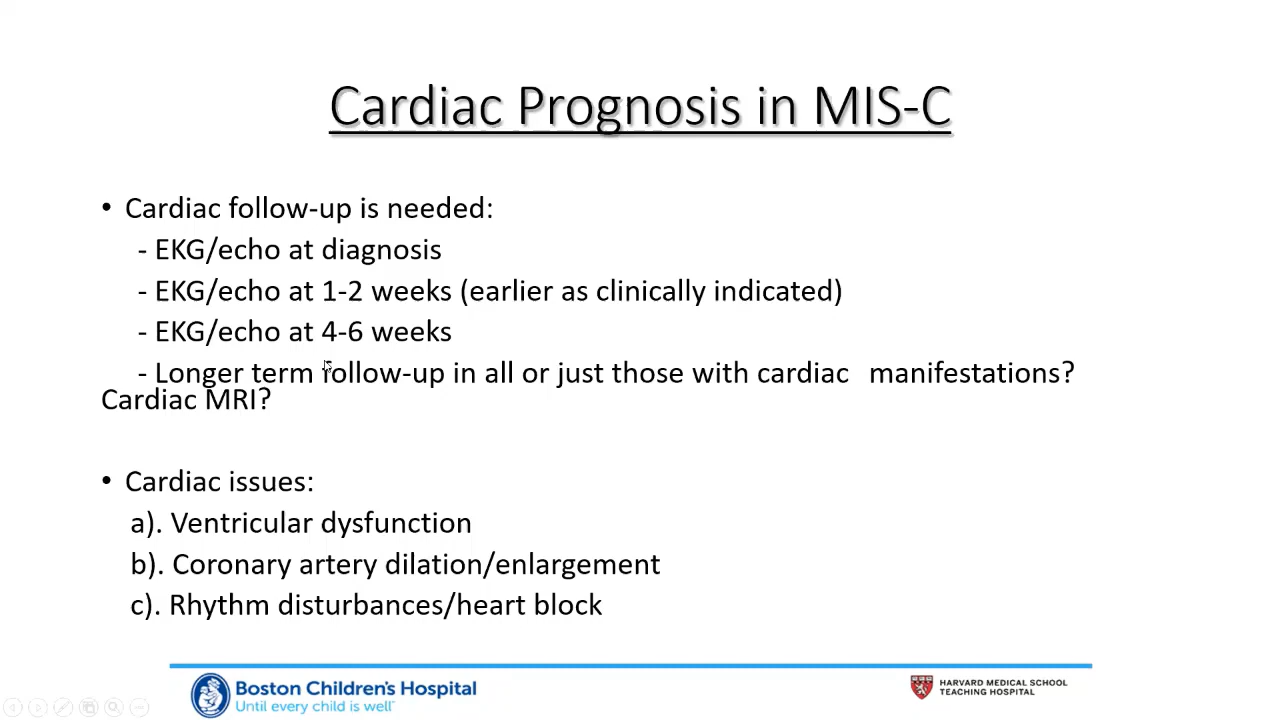 Cardiac Prognosis in MIS-C
• Cardiac follow-up is needed:
- EKG/echo at diagnosis
- EKG/echo at 1-2 weeks (earlier as clinically indicated)
- EKG/echo at 4-6 weeks
- Longer term follow-up in all or just those with cardiac manifestations?
Cardiac MRI?
• Cardiac issues:
a). Ventricular dysfunction
b). Coronary artery dilation/enlargement
c). Rhythm disturbances/heart block
Boston Children's Hospital
Until every child is well™
HARVARD MEDICAL SCHOOL
TEACHING HOSPITAL